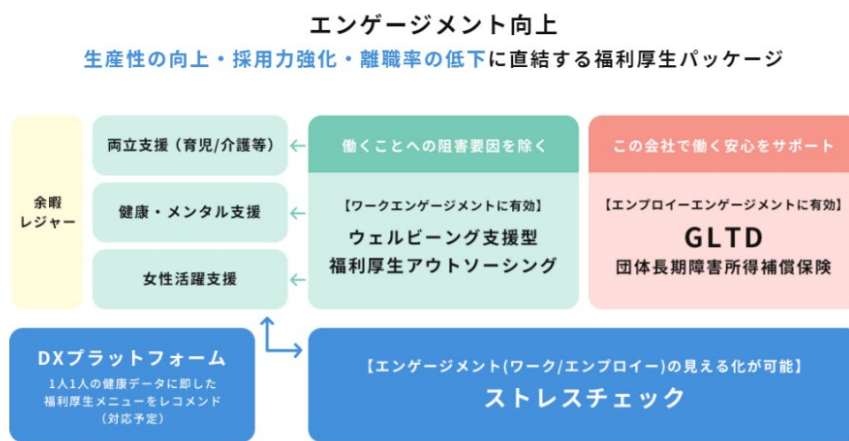 エンゲージメント向上
生産性の向上・採用力強化・離職率の低下に直結する福利厚生パッケージ
余暇
レジャー
両立支援（育児/介護等）
健康・メンタル支援
女性活躍支援
働くことへの阻害要因を除く
【ワークエンゲージメントに有効】
ウェルビーング支援型
福利厚生アウトソーシング
この会社で働く安心をサポート
【エンプロイーエンゲージメントに有効】
GLTD
団体長期障害所得補償保険
DXプラットフォーム
1人1人の健康データに即した
福利厚生メニューをレコメンド
（対応予定）
【エンゲージメント(ワーク/エンプロイー)の見える化が可能】
ストレスチェック